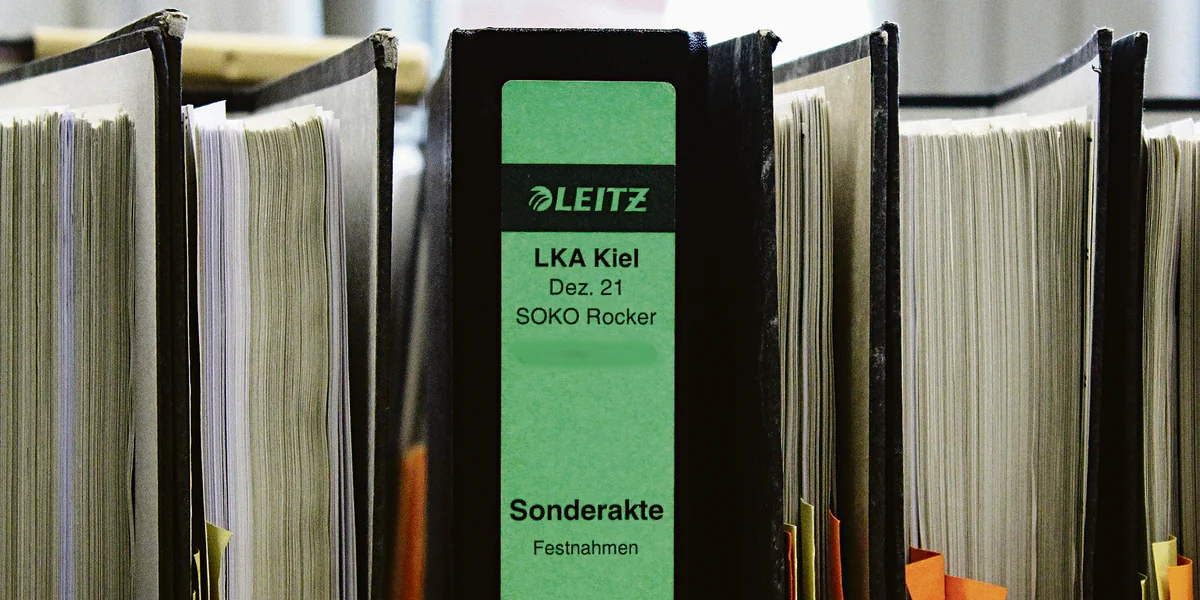 LEITZ
LKA Kiel
Dez. 21
SOKO Rocker
Sonderakte
Festnahmen